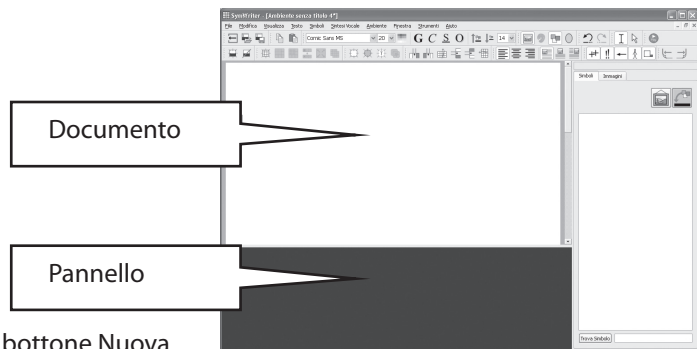 SymWriter - [Ambiente senza titolo 4*]
File Modifica Visualizza Testo Simboli Sintesi Vocale Ambiente Finestra Strumenti Aiuto
Comic Sans MS 20 G C S O 14
Simboli Immagini
Documento
Pannello
Trova Simbolo
bottone Nuova